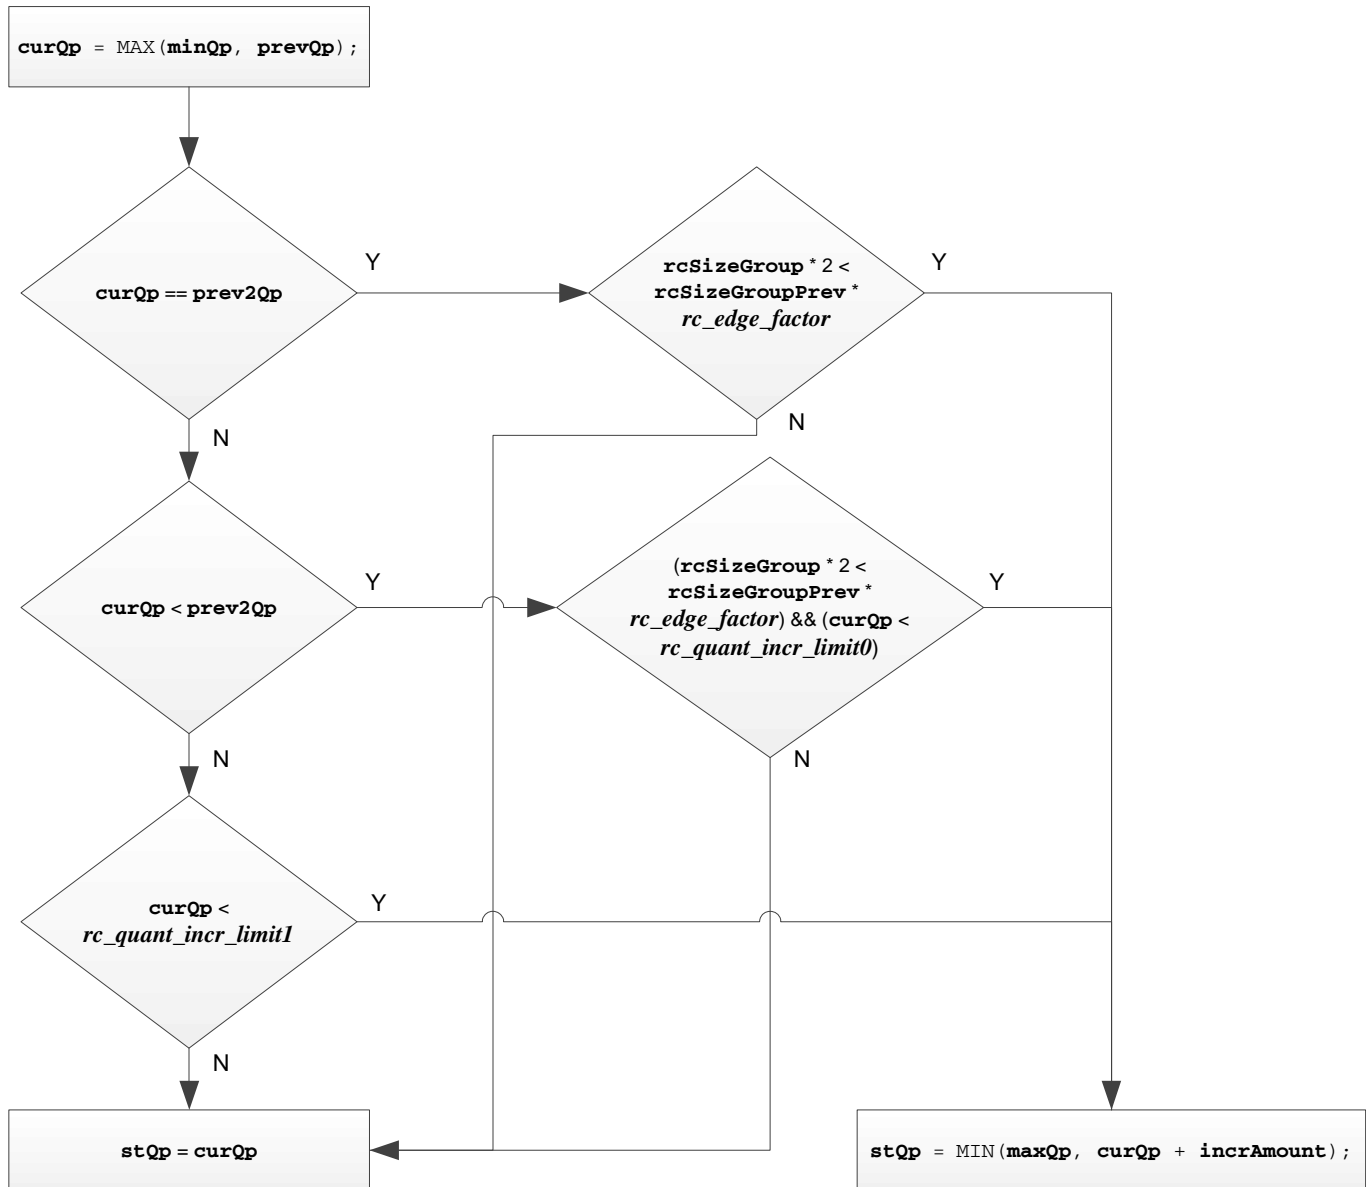 curQp = MAX(minQp, prevQp);
curQp == prev2Qp
Y
rcSizeGroup * 2 <
rcSizeGroupPrev *
rc_edge_factor
Y
N
N
curQp < prev2Qp
Y
(rcSizeGroup * 2 <
rcSizeGroupPrev *
rc_edge_factor) && (curQp <
rc_quant_incr_limit0)
Y
N
N
curQp <
rc_quant_incr_limit1
Y
N
stQp = curQp
stQp = MIN(maxQp, curQp + incrAmount);